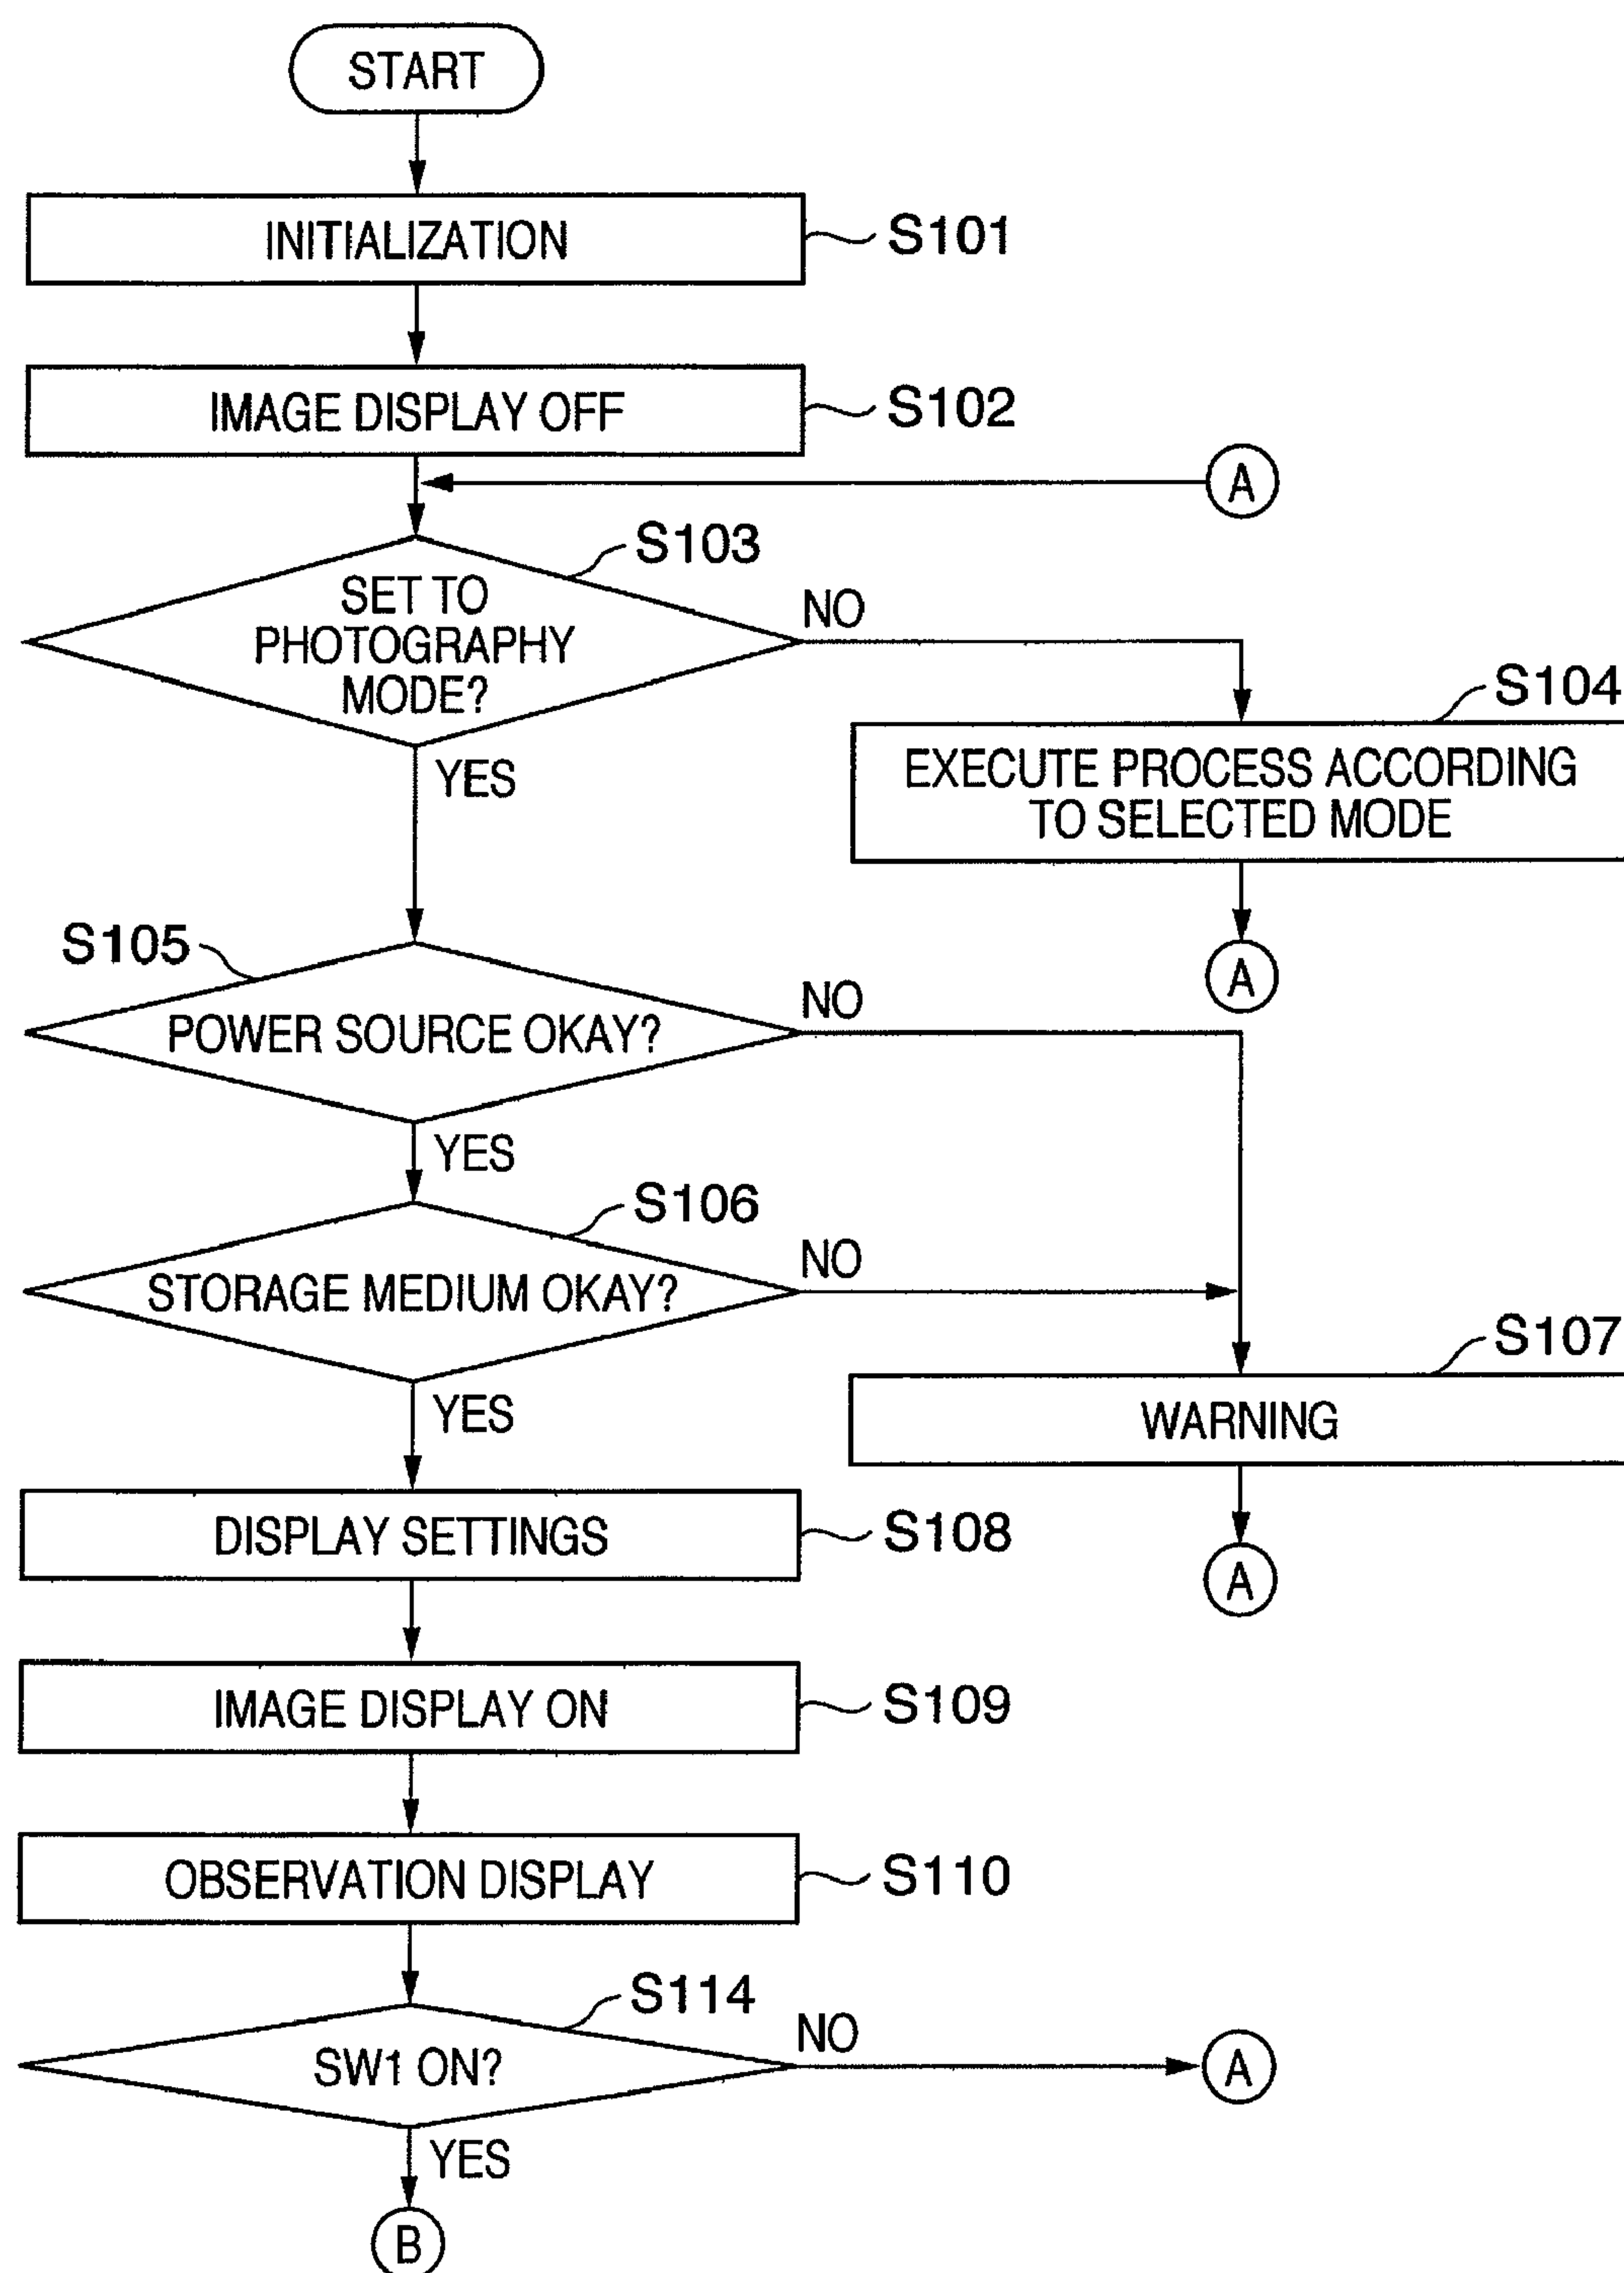 START
INITIALIZATION
S101
IMAGE DISPLAY OFF
S102
A
S103
SET TO
PHOTOGRAPHY
MODE?
NO
YES
S104
EXECUTE PROCESS ACCORDING
TO SELECTED MODE
A
S105
POWER SOURCE OKAY?
NO
YES
S106
STORAGE MEDIUM OKAY?
NO
YES
S107
WARNING
A
DISPLAY SETTINGS
S108
IMAGE DISPLAY ON
S109
OBSERVATION DISPLAY
S110
S114
SW1 ON?
NO
A
YES
B